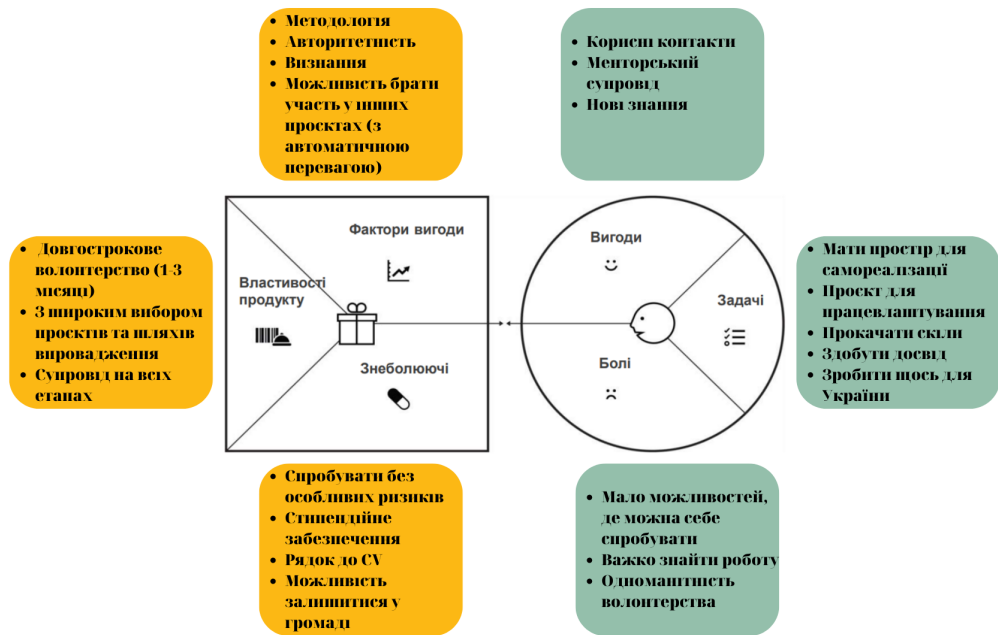 • Методологія
• Авторитетність
• Визнання
• Можливість брати
участь у інших
проєктах (з
автоматичною
перевагою)
• Корисні контакти
• Менторський
супровід
• Нові знання
• Довгострокове
волонтерство (1-3
місяці)
• З широким вибором
проєктів та шляхів
впровадження
• Супровід на всіх
етапах
Фактори вигоди
Властивості
продукту
Знеболюючі
Вигоди
Задачі
Болі
• Мати простір для
самореалізації
• Проєкт для
працевлаштування
• Прокачати скіли
• Здобути досвід
• Зробити щось для
України
• Спробувати без
особливих ризиків
• Стипендійне
забезпечення
• Рядок до CV
• Можливість
залишитися у
громаді
• Мало можливостей,
де можна себе
спробувати
• Важко знайти роботу
• Одноманітність
волонтерства